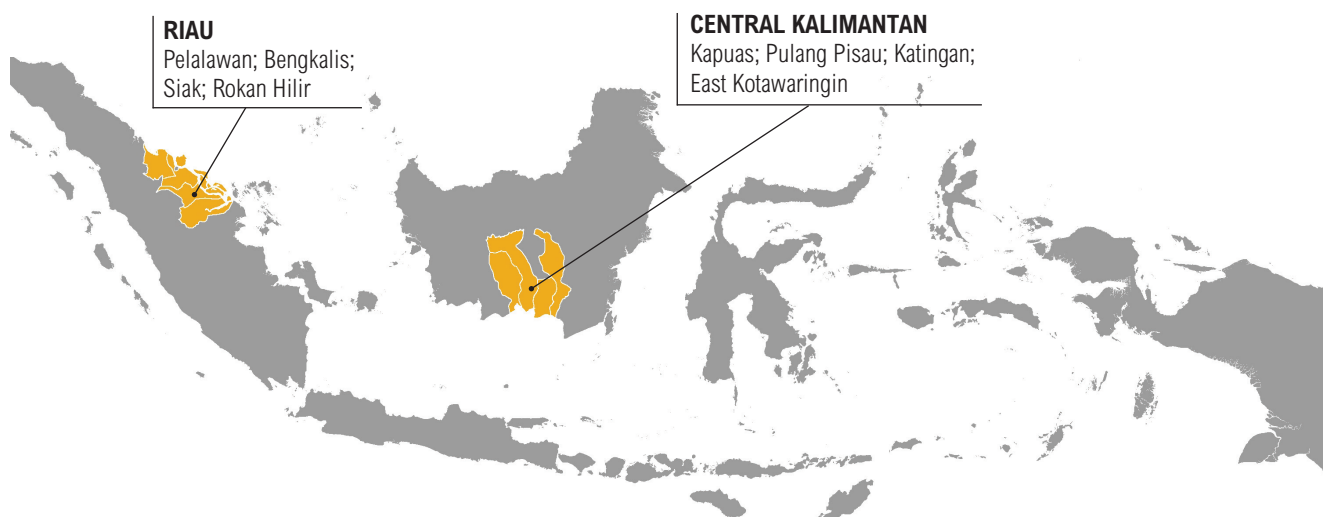 RIAU
Pelalawan; Bengkalis;
Siak; Rokan Hilir
CENTRAL KALIMANTAN
Kapuas; Pulang Pisau; Katingan;
East Kotawaringin